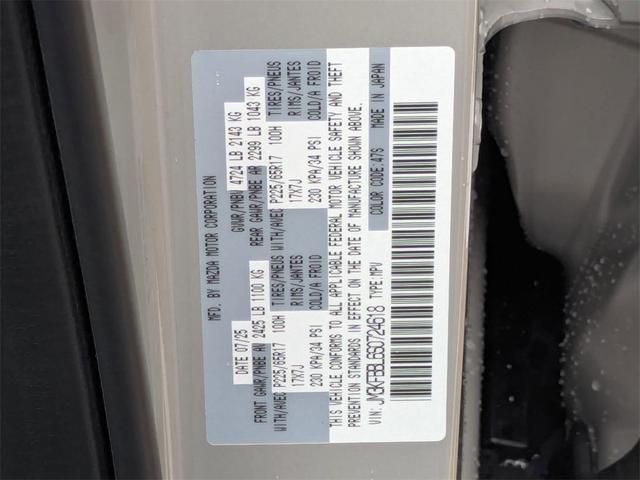 MFD. BY MAZDA MOTOR CORPORATION
DATE 07/25 GVWR/PNBV 4724 LB 2143 KG
FRONT GAWR/PNBE AV 2425 LB 1100 KG REAR GAWR/PNBE AR 2299 LB 1043 KG
WITH/AVEC P225/65R17 100H TIRES/PNEUS WITH/AVEC P225/65R17 100H TIRES/PNEUS
17X7J RIMS/JANTES 17X7J RIMS/JANTES
230 KPA/34 PSI COLD/A FROID 230 KPA/34 PSI COLD/A FROID
THIS VEHICLE CONFORMS TO ALL APPLICABLE FEDERAL MOTOR VEHICLE SAFETY AND THEFT
PREVENTION STANDARDS IN EFFECT ON THE DATE OF MANUFACTURE SHOWN ABOVE.
VIN: TYPE:MPV COLOR CODE:47S MADE IN JAPAN